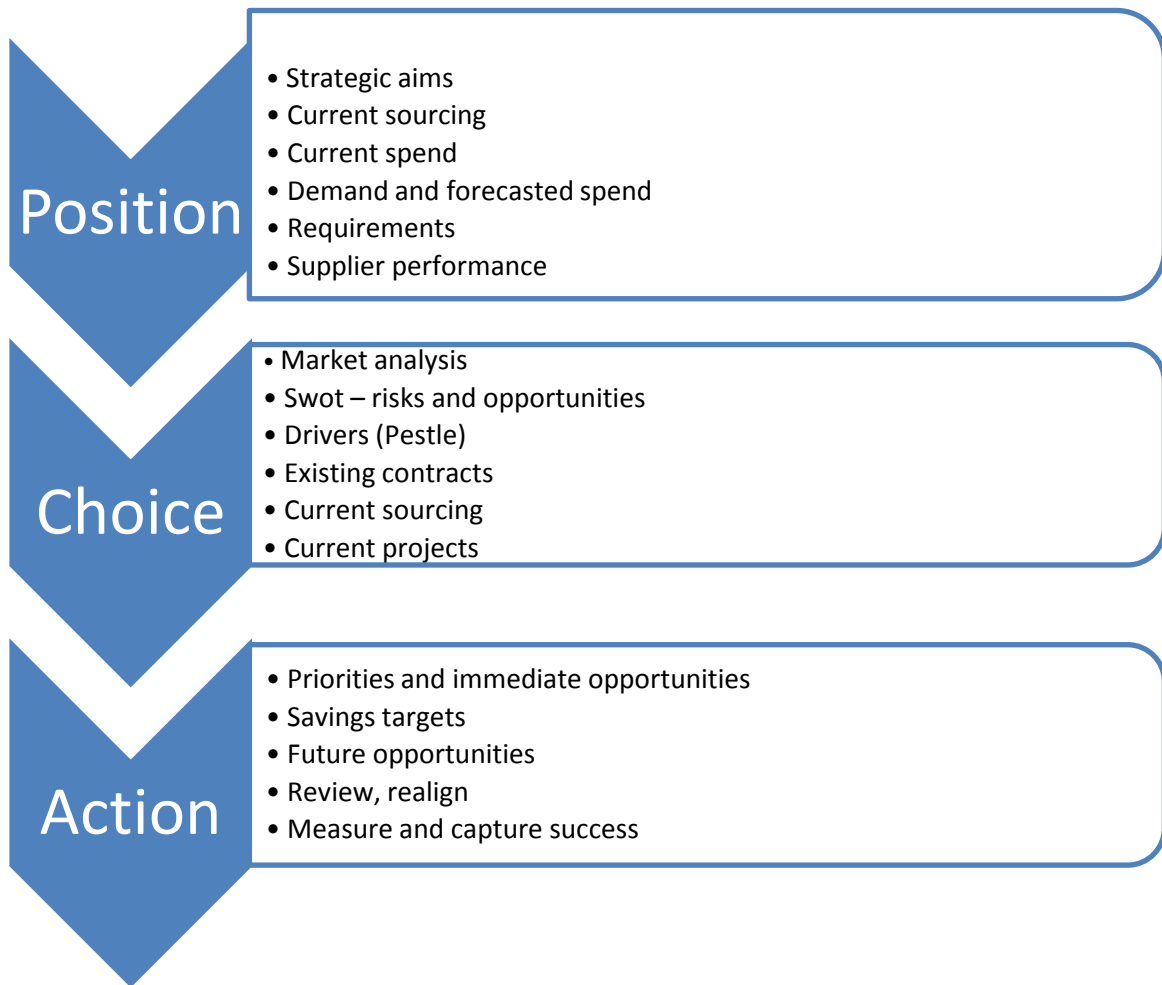 Position
• Strategic aims
• Current sourcing
• Current spend
• Demand and forecasted spend
• Requirements
• Supplier performance
Choice
• Market analysis
• Swot – risks and opportunities
• Drivers (Pestle)
• Existing contracts
• Current sourcing
• Current projects
Action
• Priorities and immediate opportunities
• Savings targets
• Future opportunities
• Review, realign
• Measure and capture success